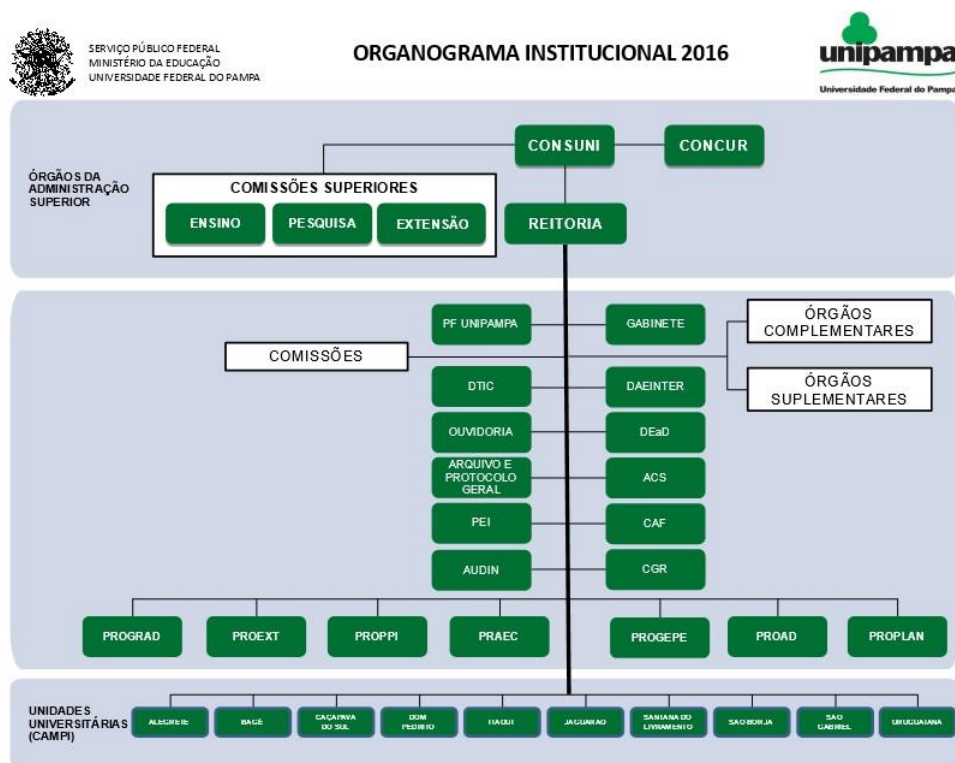 SERVIÇO PÚBLICO FEDERAL
MINISTÉRIO DA EDUCAÇÃO
UNIVERSIDADE FEDERAL DO PAMPA
ORGANOGRAMA INSTITUCIONAL 2016
unipampa
Universidade Federal do Pampa
ÓRGÃOS DA
ADMINISTRAÇÃO
SUPERIOR
CONSUNI
CONCUR
COMISSÕES SUPERIORES
ENSINO
PESQUISA
EXTENSÃO
REITORIA
PF UNIPAMPA
GABINETE
ÓRGÃOS
COMPLEMENTARES
COMISSÕES
ÓRGÃOS
SUPLEMENTARES
DTIC
DAEINTER
OUVIDORIA
DEaD
ARQUIVO E
PROTOCOLO
GERAL
ACS
PEI
CAF
AUDIN
CGR
PROGRAD
PROEXT
PROPPI
PRAEC
PROGEPE
PROAD
PROPLAN
UNIDADES
UNIVERSITÁRIAS
(CAMPI)
ALEGRETE
BAGÉ
CAÇAPAVA
DO SUL
DOM
PEDRITO
ITAQUI
JAGUARÃO
SANTANA DO
LIVRAMENTO
SÃO BORJA
SÃO
GABRIEL
URUGUAIANA